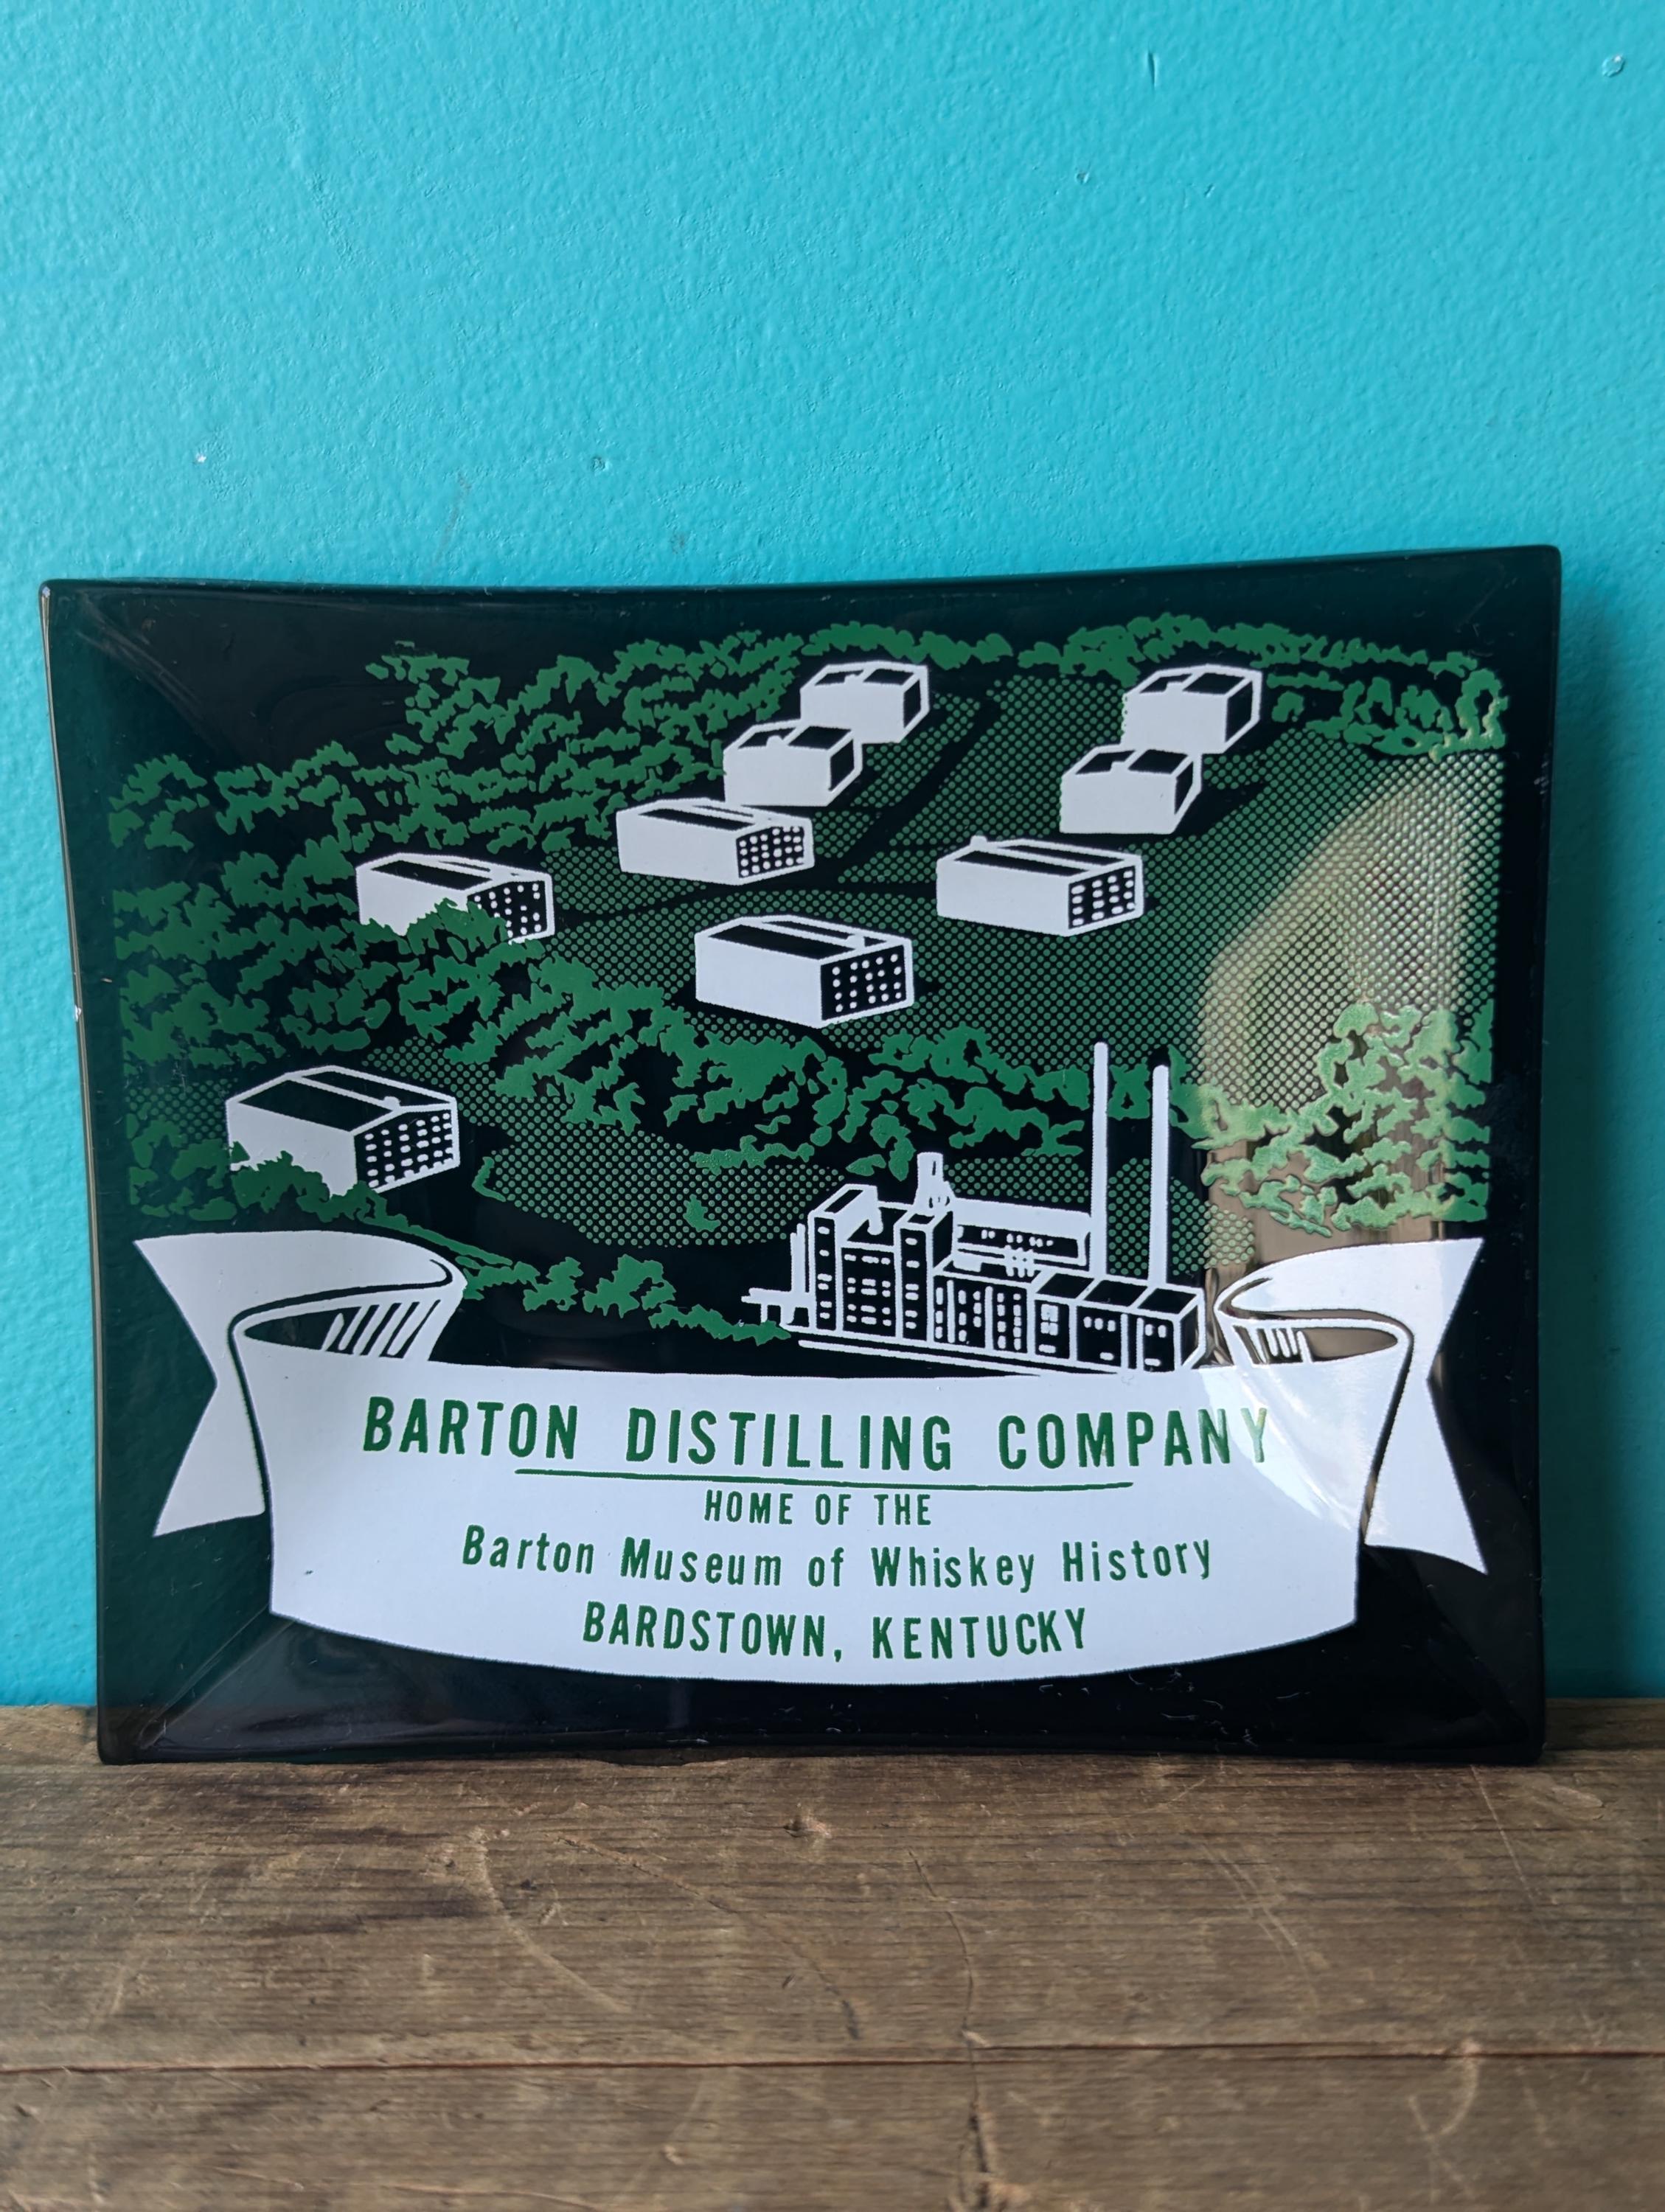 BARTON DISTILLING COMPANY
HOME OF THE
Barton Museum of Whiskey History
BARDSTOWN, KENTUCKY